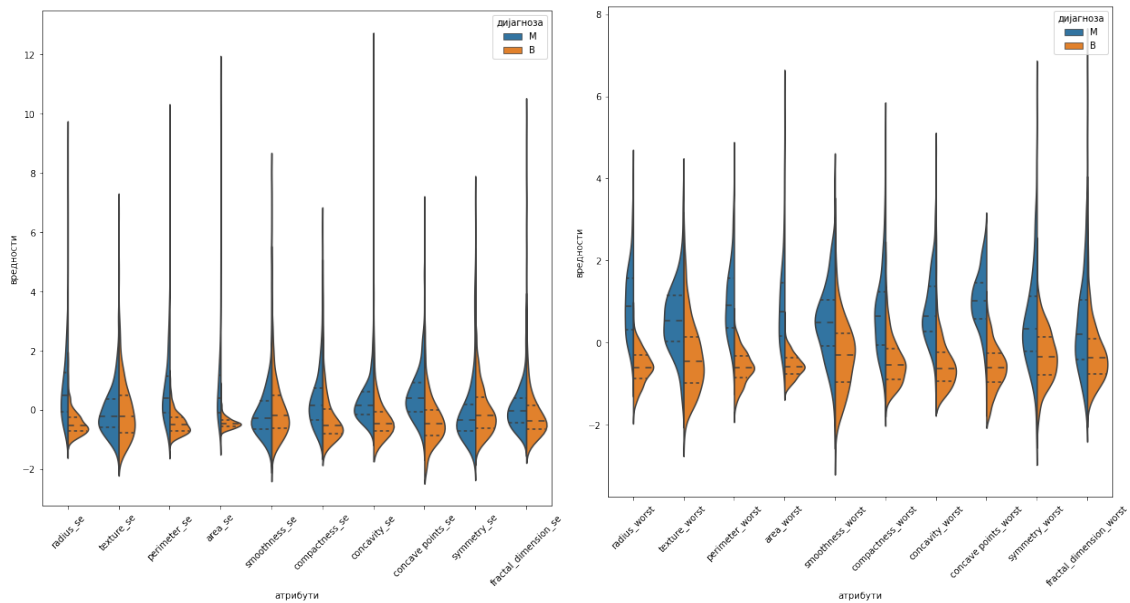 дијагноза
M
B
12
10
8
6
4
2
0
−2
вредности
radius_se
texture_se
perimeter_se
area_se
smoothness_se
compactness_se
concavity_se
concave points_se
symmetry_se
fractal_dimension_se
атрибути
дијагноза
M
B
8
6
4
2
0
−2
вредности
radius_worst
texture_worst
perimeter_worst
area_worst
smoothness_worst
compactness_worst
concavity_worst
concave points_worst
symmetry_worst
fractal_dimension_worst
атрибути